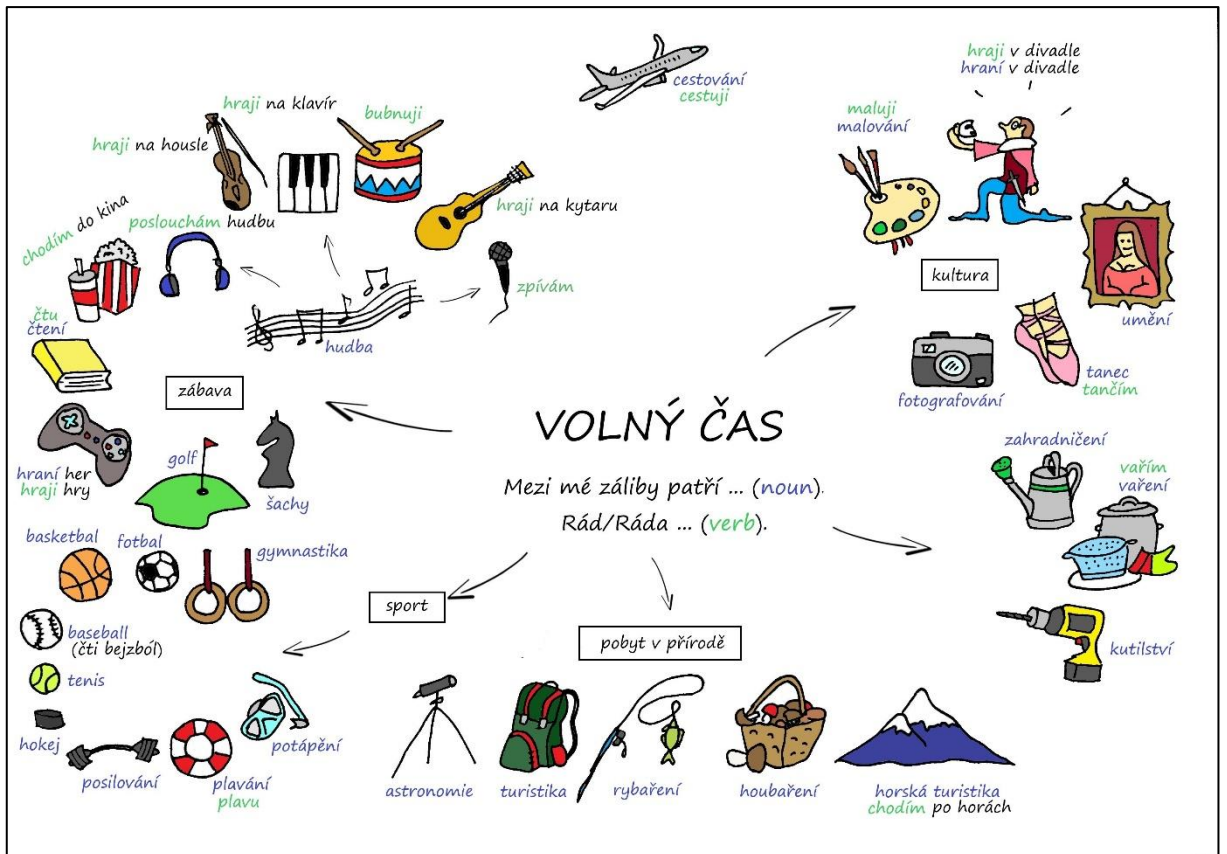 VOLNÝ ČAS
Mezi mé záliby patří ... (noun).
Rád/Ráda ... (verb).
cestování
cestuji
kultura
hraji v divadle
hraní v divadle
maluji
malování
umění
tanec
tančím
fotografování
zahradničení
vařím
vaření
kutilství
pobyt v přírodě
astronomie
turistika
rybaření
houbaření
horská turistika
chodím po horách
sport
golf
šachy
basketbal
fotbal
gymnastika
baseball
(čti bejzból)
tenis
hokej
posilování
plavání
plavu
potápění
zábava
hudba
hraji na klavír
bubnuji
hraji na housle
hraji na kytaru
zpívám
poslouchám hudbu
chodím do kina
čtu
čtení
hraní her
hraji hry